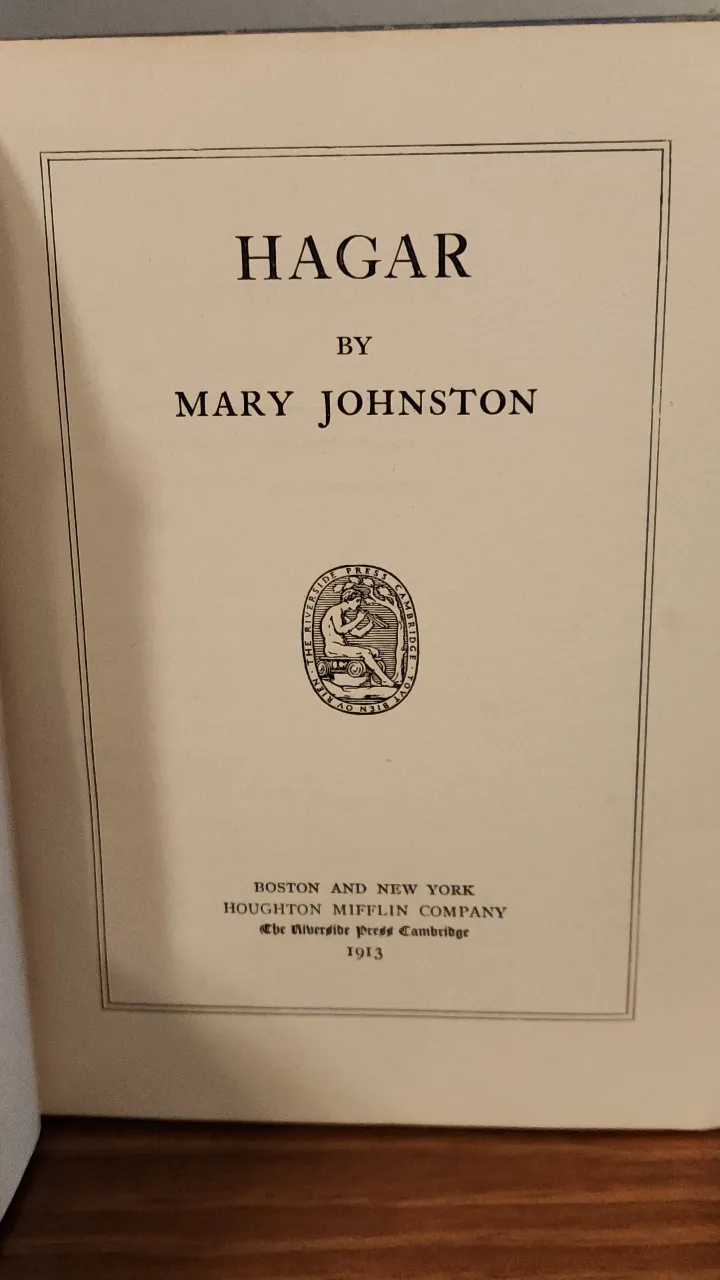 HAGAR
BY
MARY JOHNSTON
THE RIVERSIDE PRESS CAMBRIDGE · TOVT BIEN OV RIEN ·
BOSTON AND NEW YORK
HOUGHTON MIFFLIN COMPANY
The Riverside Press Cambridge
1913